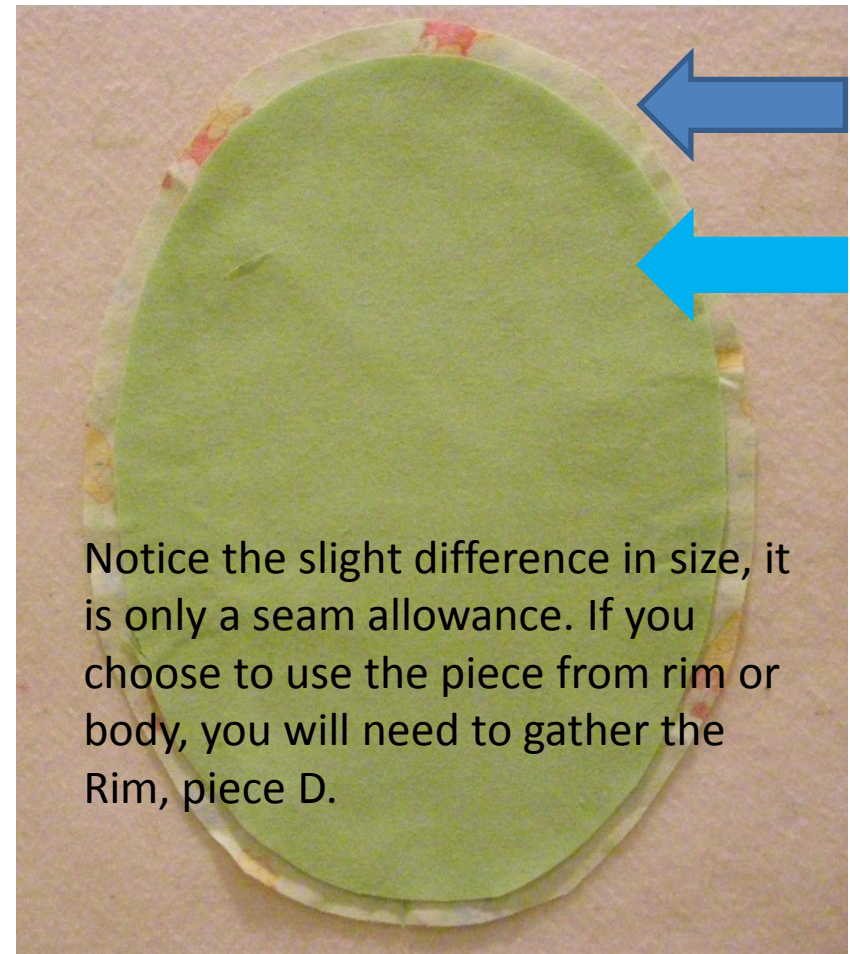 Notice the slight difference in size, it
is only a seam allowance. If you
choose to use the piece from rim or
body, you will need to gather the
Rim, piece D.